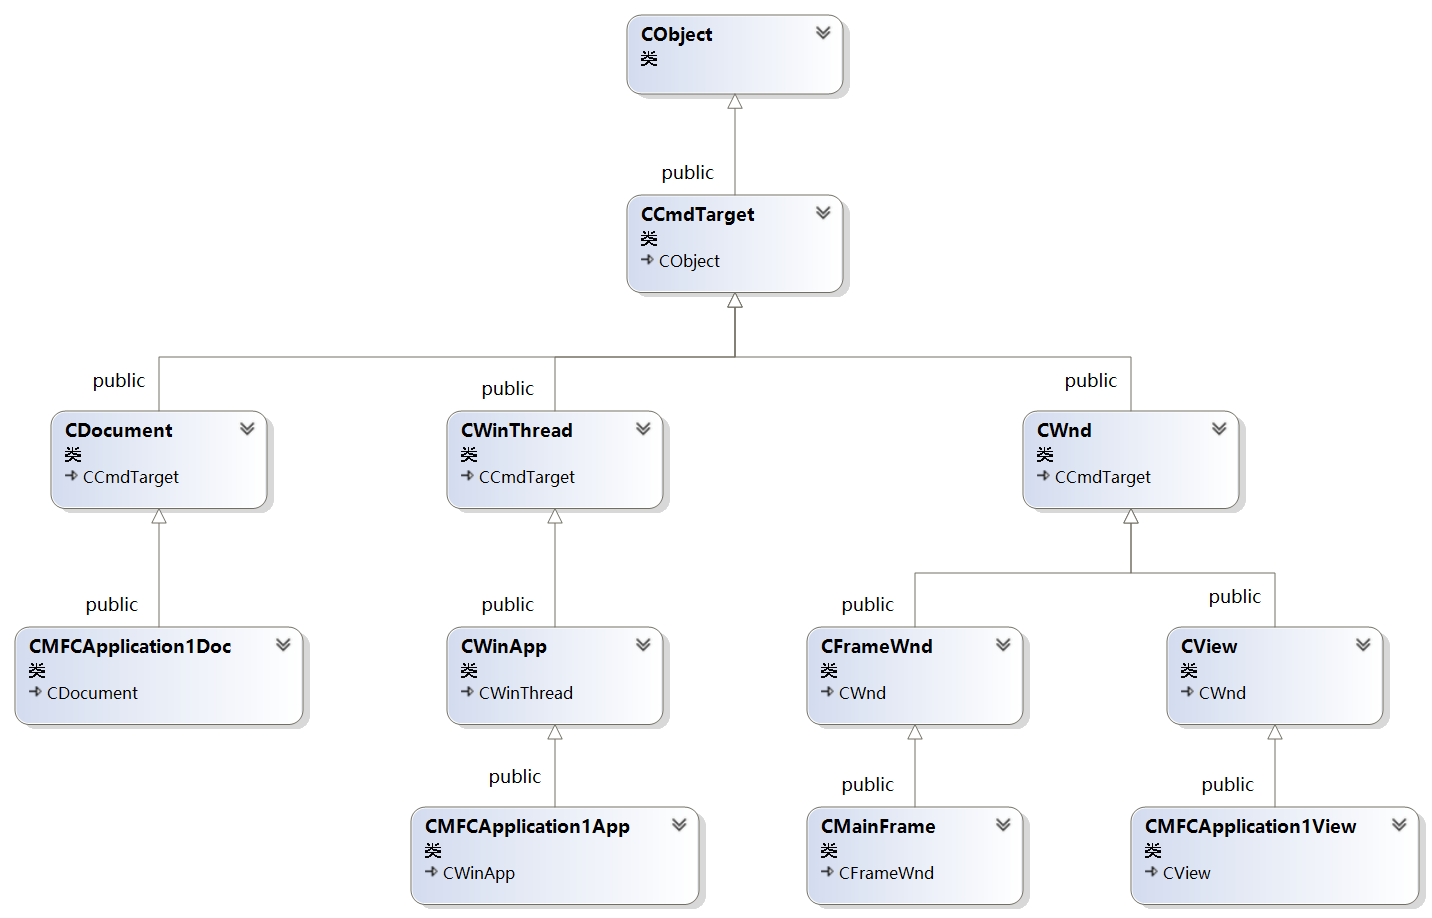 CObject
类
public
CCmdTarget
类
CObject
public
public
public
CDocument
类
CCmdTarget
CWinThread
类
CCmdTarget
CWnd
类
CCmdTarget
public
public
public
public
CMFCApplication1Doc
类
CDocument
CWinApp
类
CWinThread
CFrameWnd
类
CWnd
CView
类
CWnd
public
public
public
CMFCApplication1App
类
CWinApp
CMainFrame
类
CFrameWnd
CMFCApplication1View
类
CView